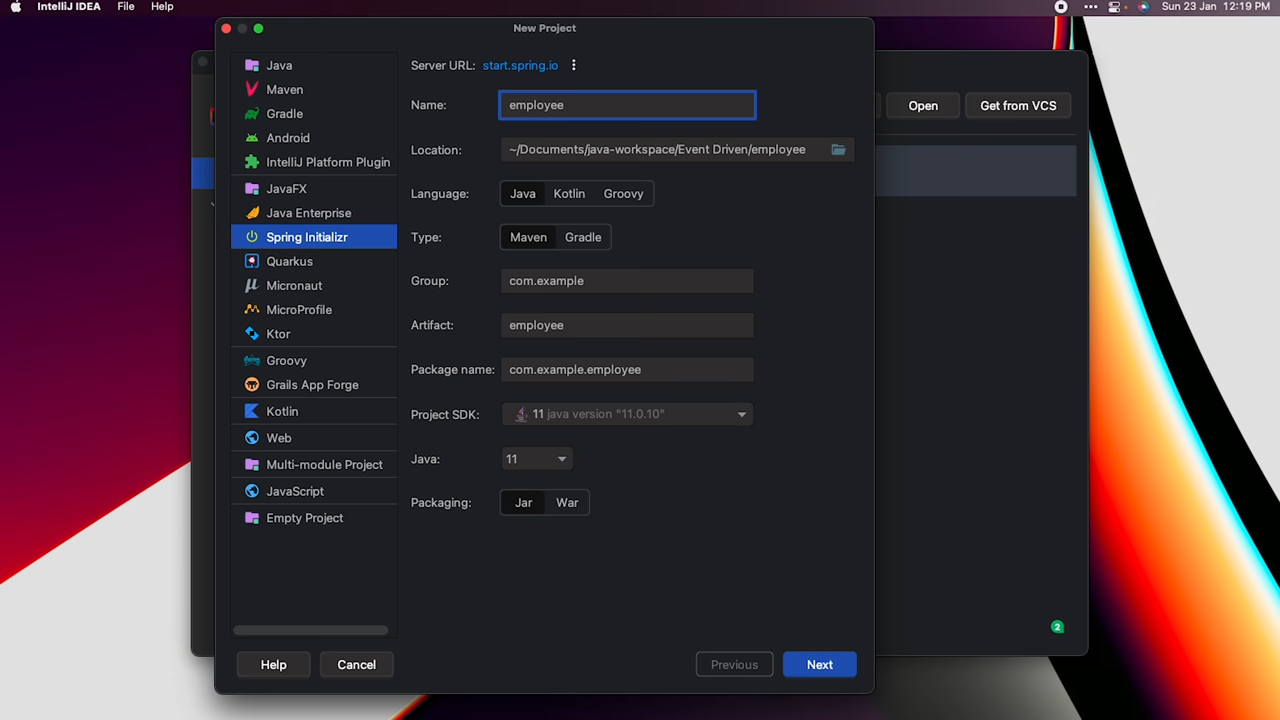 IntelliJ IDEA File Help
Sun 23 Jan 12:19 PM
New Project
Java
Maven
Gradle
Android
IntelliJ Platform Plugin
JavaFX
Java Enterprise
Spring Initializr
Quarkus
Micronaut
MicroProfile
Ktor
Groovy
Grails App Forge
Kotlin
Web
Multi-module Project
JavaScript
Empty Project
Server URL: start.spring.io
Name: employee
Location: ~/Documents/java-workspace/Event Driven/employee
Language: Java Kotlin Groovy
Type: Maven Gradle
Group: com.example
Artifact: employee
Package name: com.example.employee
Project SDK: 11 java version "11.0.10"
Java: 11
Packaging: Jar War
Help Cancel Previous Next
Open Get from VCS
2